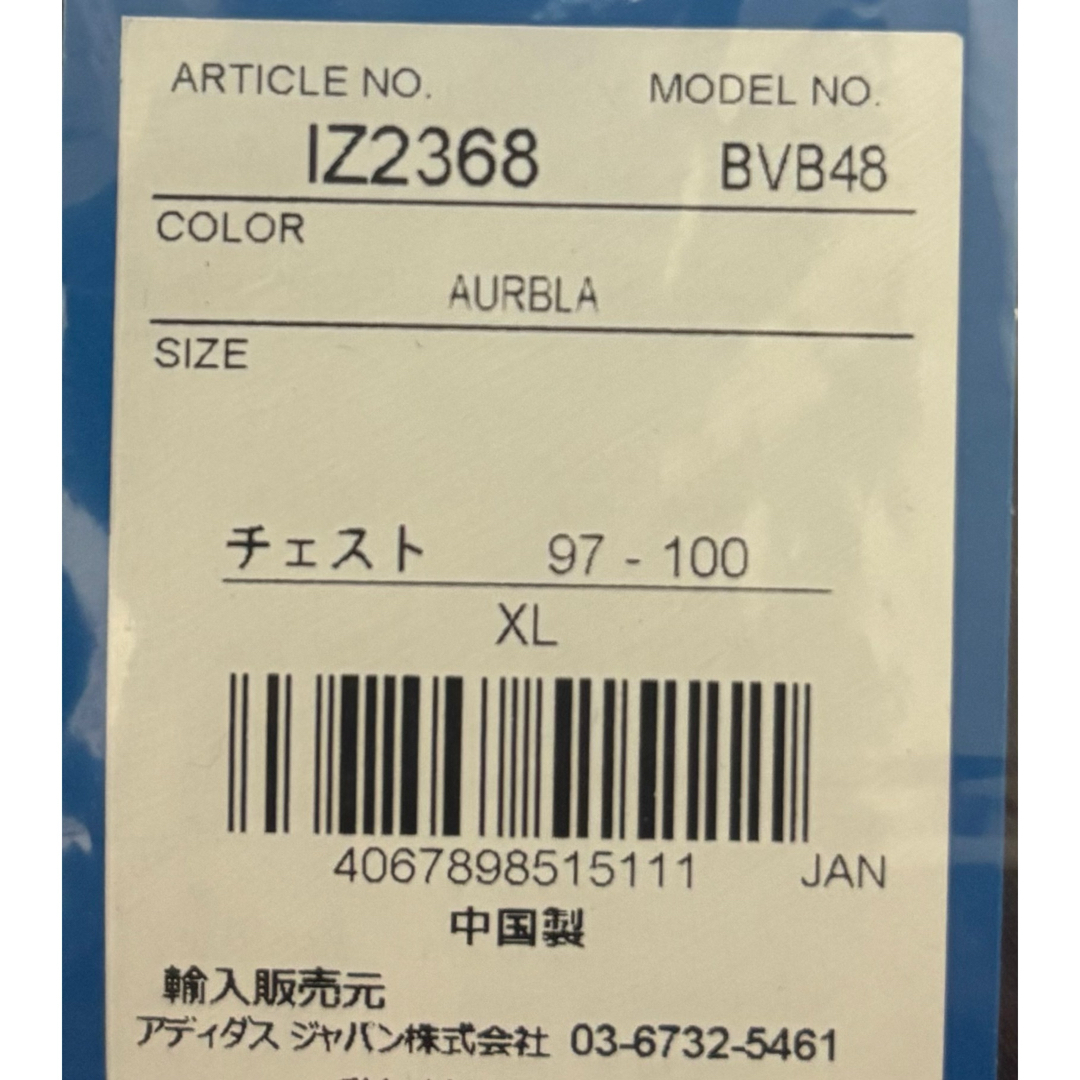 ARTICLE NO. MODEL NO.
IZ2368 BVB48
COLOR
AURBLA
SIZE
チェスト 97 - 100
XL
4067898515111 JAN
中国製
輸入販売元
アディダス ジャパン株式会社 03-6732-5461